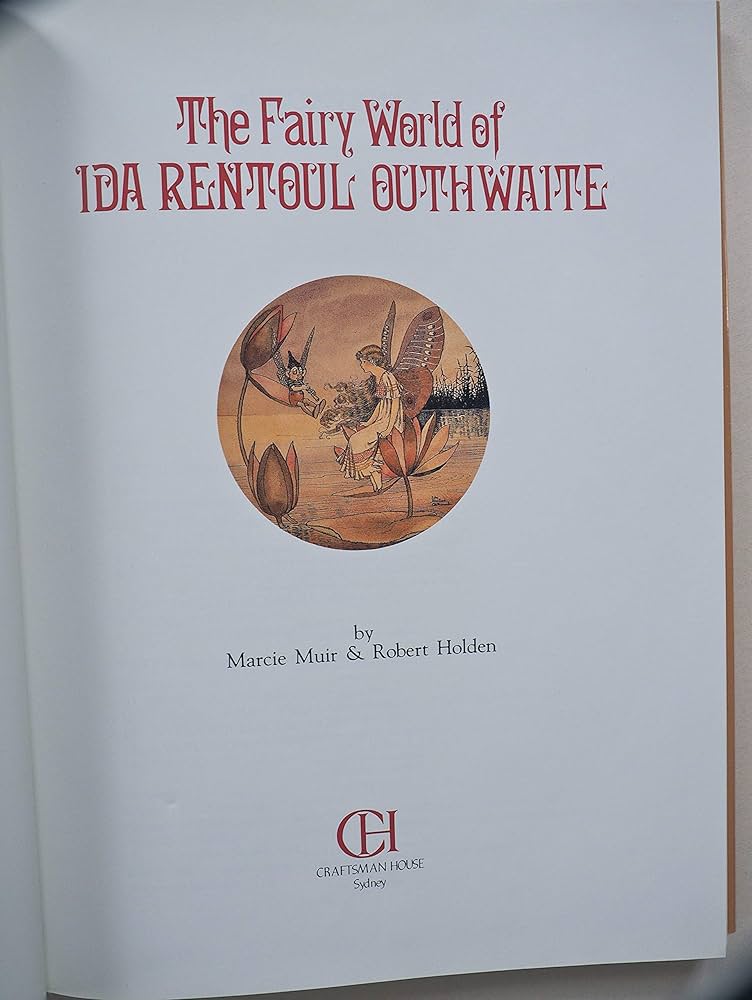 The Fairy World of
IDA RENTOUL OUTHWAITE
by
Marcie Muir & Robert Holden
CH
CRAFTSMAN HOUSE
Sydney